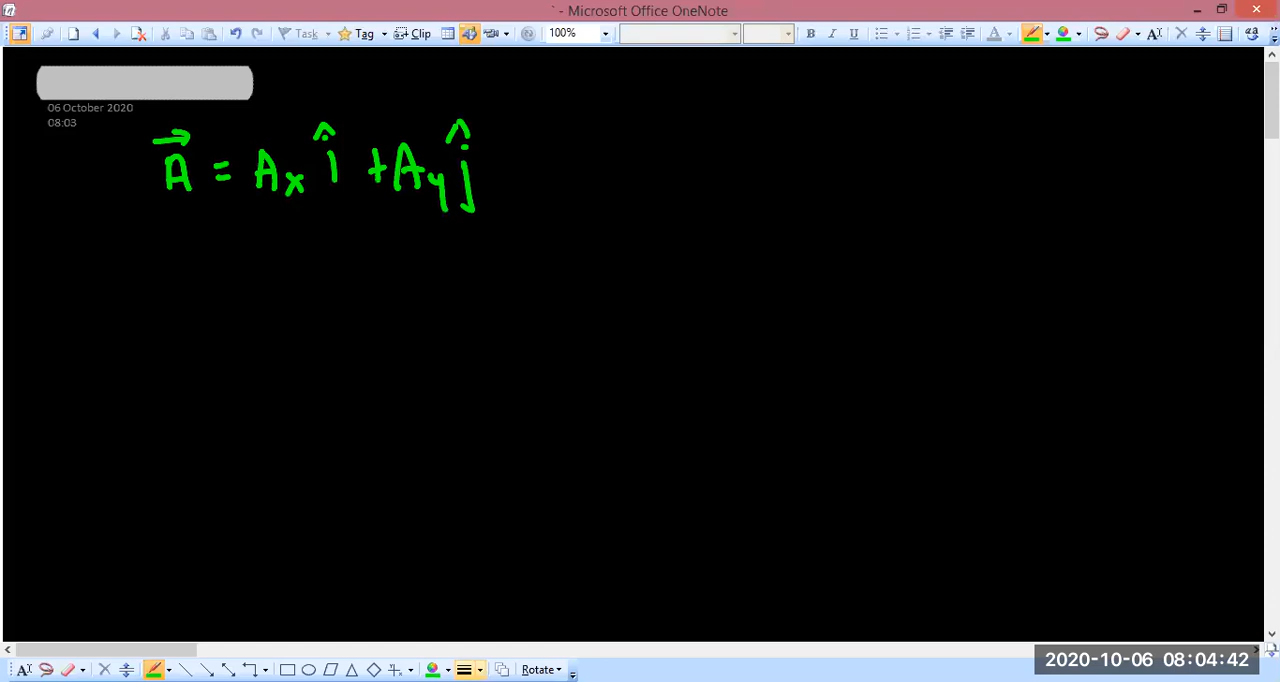 ` - Microsoft Office OneNote
Task Tag Clip 100% B I U A
06 October 2020
08:03
A⃗ = Aₓ î + A_y ĵ
Rotate
2020-10-06 08:04:42